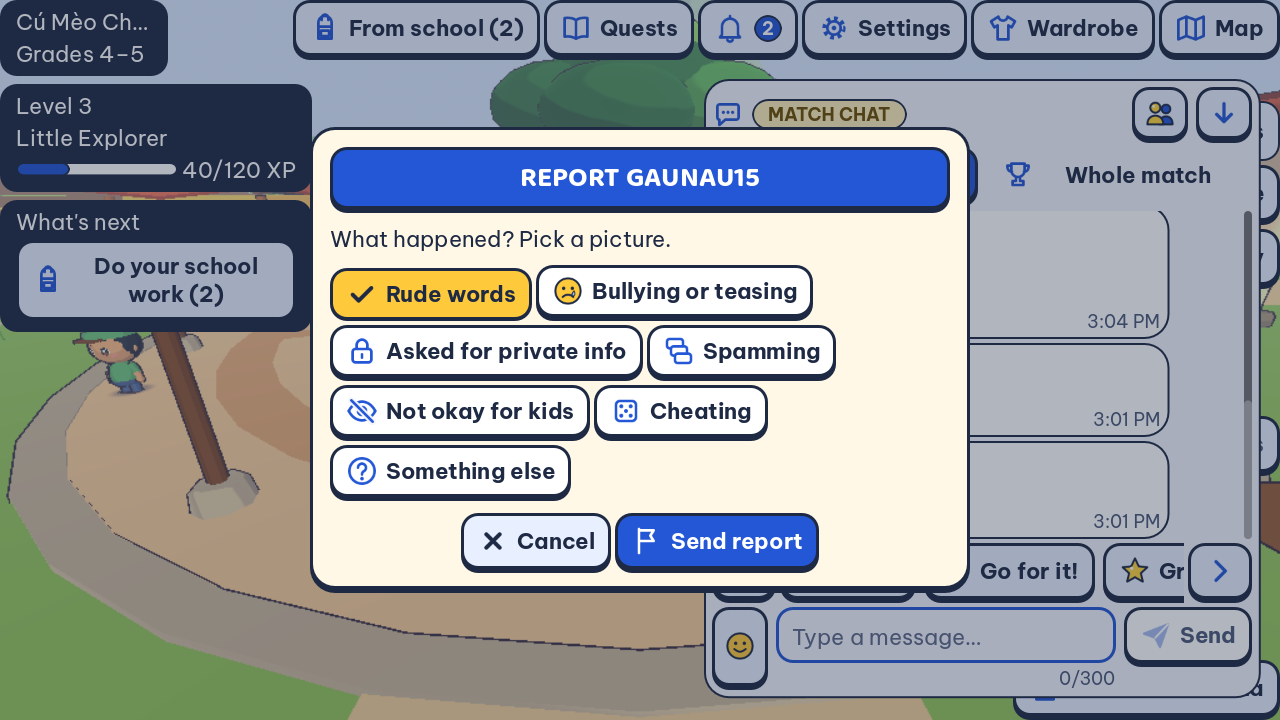 Cú Mèo Ch...
Grades 4–5
From school (2)
Quests
2
Settings
Wardrobe
Map
Level 3
Little Explorer
40/120 XP
What's next
Do your school
work (2)
MATCH CHAT
Whole match
3:04 PM
3:01 PM
3:01 PM
REPORT GAUNAU15
What happened? Pick a picture.
Rude words
Bullying or teasing
Asked for private info
Spamming
Not okay for kids
Cheating
Something else
Cancel
Send report
Go for it!
Gr
Type a message...
Send
0/300